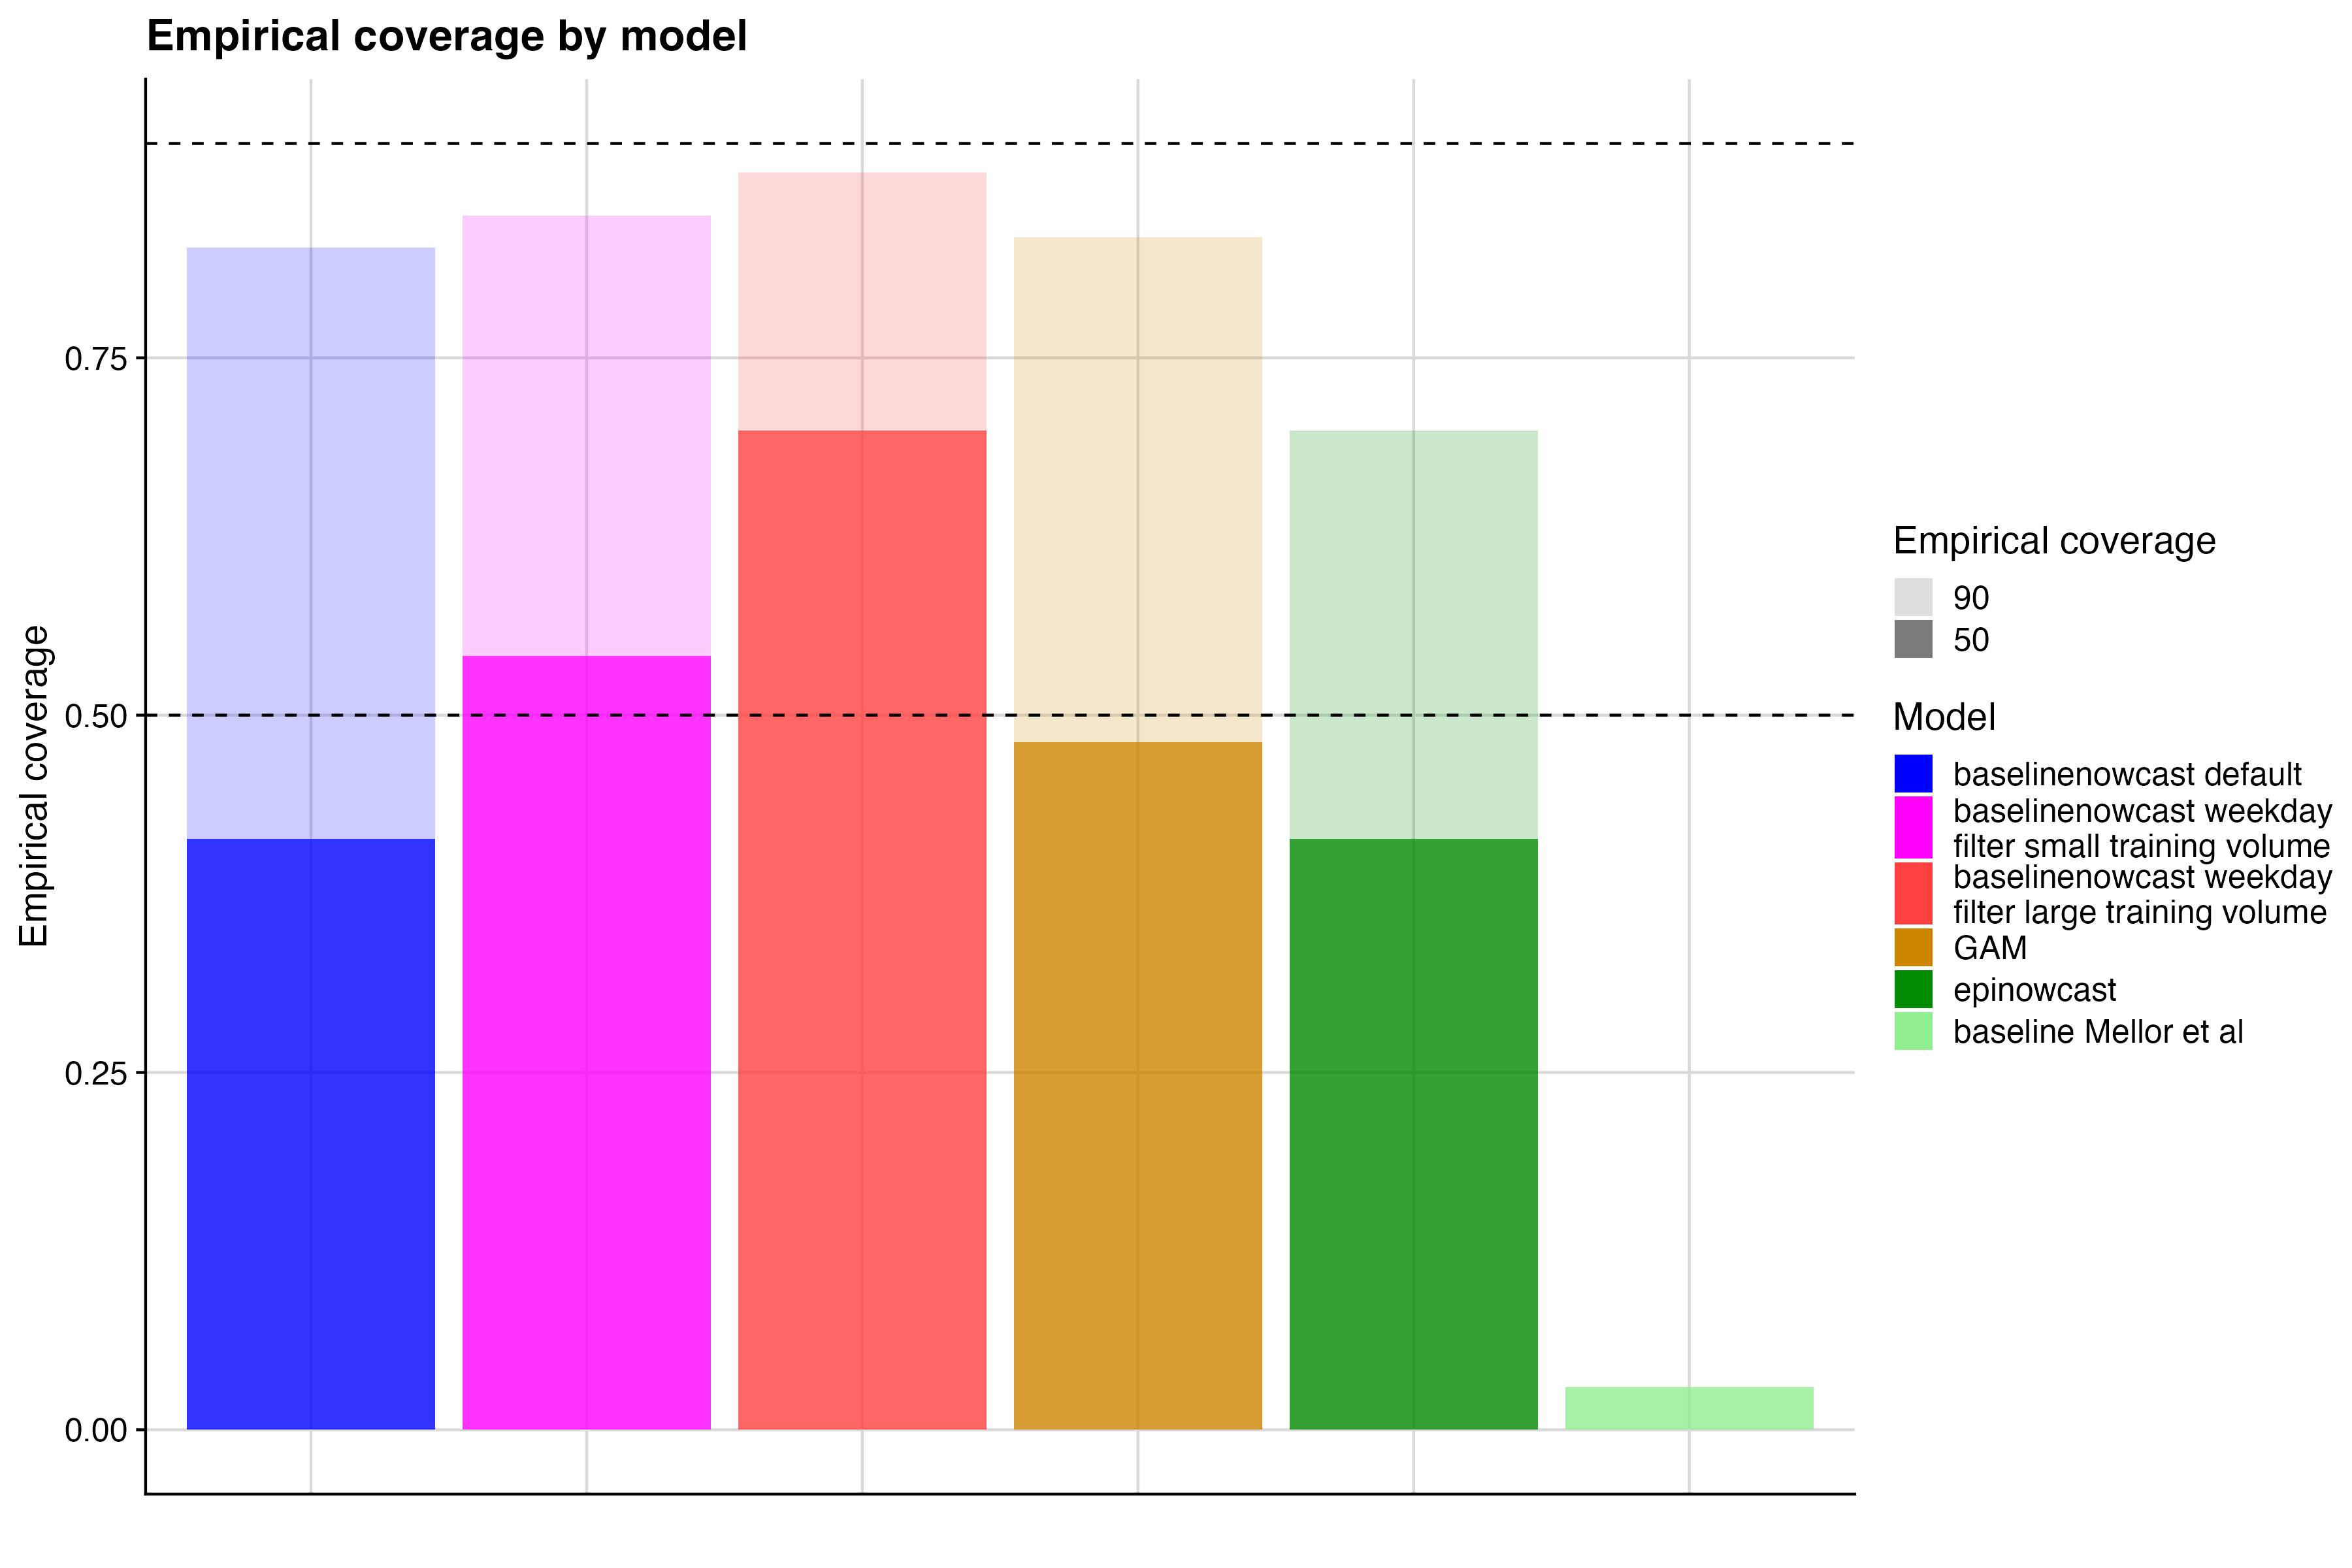 Empirical coverage by model
Empirical coverage
0.75
0.50
0.25
0.00
Empirical coverage
90
50
Model
baselinenowcast default
baselinenowcast weekday
filter small training volume
baselinenowcast weekday
filter large training volume
GAM
epinowcast
baseline Mellor et al